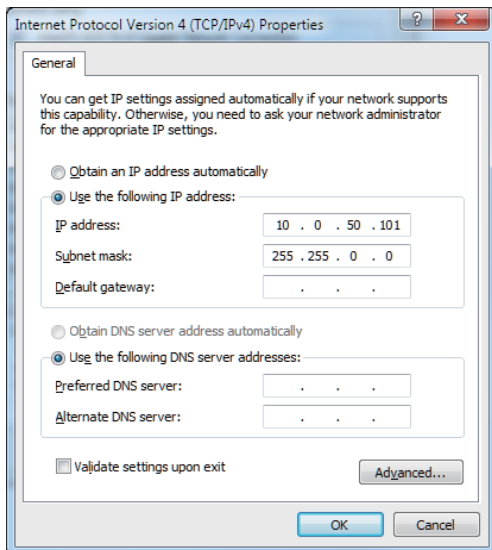 Internet Protocol Version 4 (TCP/IPv4) Properties
General
You can get IP settings assigned automatically if your network supports
this capability. Otherwise, you need to ask your network administrator
for the appropriate IP settings.
Obtain an IP address automatically
Use the following IP address:
IP address: 10 . 0 . 50 . 101
Subnet mask: 255 . 255 . 0 . 0
Default gateway: . . .
Obtain DNS server address automatically
Use the following DNS server addresses:
Preferred DNS server: . . .
Alternate DNS server: . . .
Validate settings upon exit
Advanced...
OK Cancel